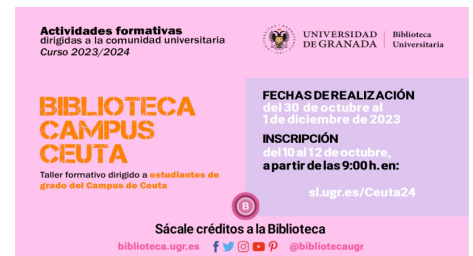 Actividades formativas
dirigidas a la comunidad universitaria
Curso 2023/2024
UNIVERSIDAD
DE GRANADA
Biblioteca
Universitaria
BIBLIOTECA
CAMPUS
CEUTA
Taller formativo dirigido a estudiantes de
grado del Campus de Ceuta
FECHAS DE REALIZACIÓN
del 30 de octubre al
1 de diciembre de 2023
INSCRIPCIÓN
del 10 al 12 de octubre,
a partir de las 9:00 h. en:
sl.ugr.es/Ceuta24
B
Sácale créditos a la Biblioteca
biblioteca.ugr.es
@bibliotecaugr